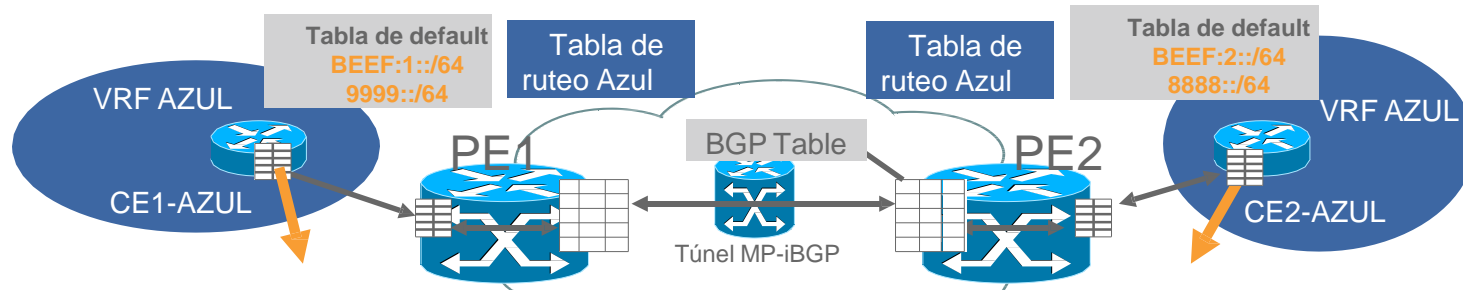 Tabla de default
BEEF:1::/64
9999::/64
Tabla de
ruteo Azul
Tabla de
ruteo Azul
Tabla de default
BEEF:2::/64
8888::/64
VRF AZUL
VRF AZUL
PE1
BGP Table
PE2
CE1-AZUL
CE2-AZUL
Túnel MP-iBGP